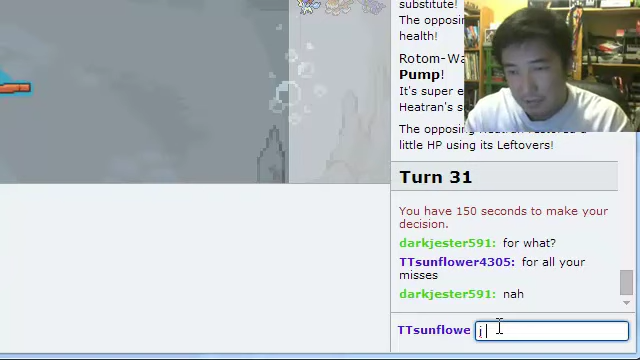 substitute!
The opposing
health!
Rotom-Wa
Pump!
It's super e
Heatran's s
The opposing
little HP using its Leftovers!
Turn 31
You have 150 seconds to make your
decision.
darkjester591: for what?
TTsunflower4305: for all your
misses
darkjester591: nah
TTsunflowe i